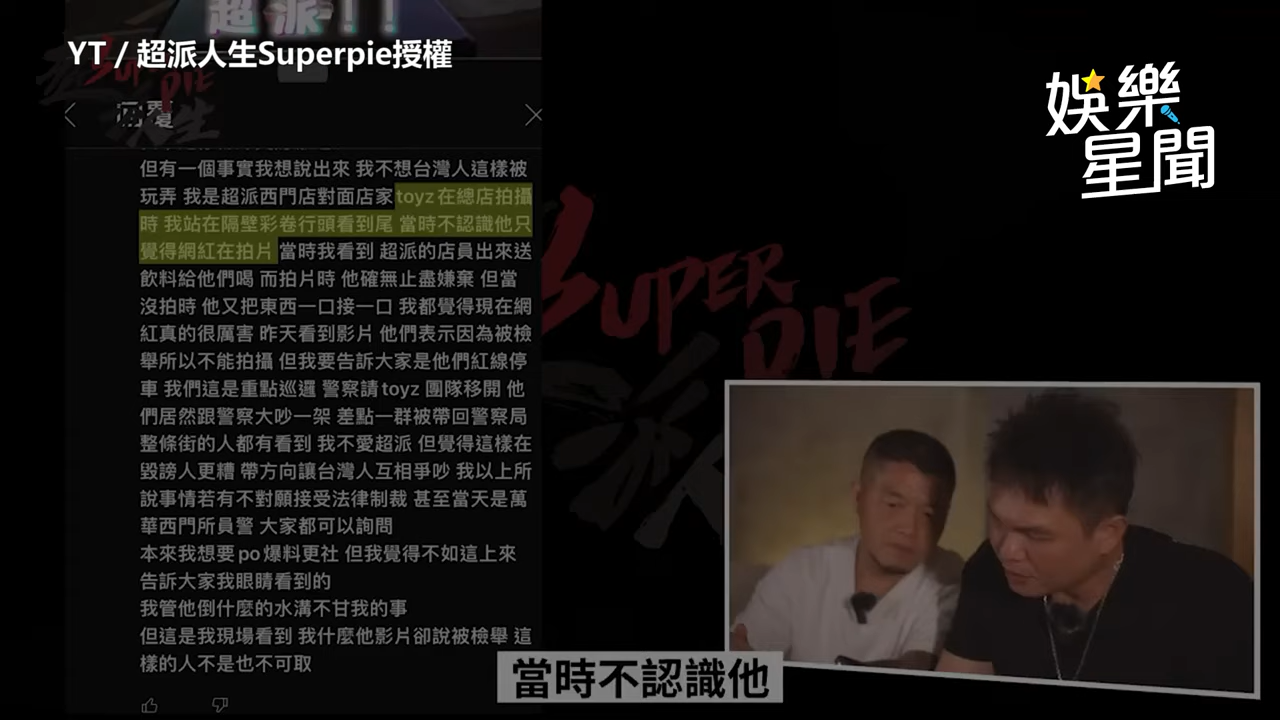 超派!!
YT / 超派人生Superpie授權
娛樂
星聞
回覆
但有一個事實我想說出來 我不想台灣人這樣被
玩弄 我是超派西門店對面店家toyz在總店拍攝
時 我站在隔壁彩卷行頭看到尾 當時不認識他只
覺得網紅在拍片 當時我看到 超派的店員出來送
飲料給他們喝 而拍片時 他確無止盡嫌棄 但當
沒拍時 他又把東西一口接一口 我都覺得現在網
紅真的很厲害 昨天看到影片 他們表示因為被檢
舉所以不能拍攝 但我要告訴大家是他們紅線停
車 我們這是重點巡邏 警察請toyz 團隊移開 他
們居然跟警察大吵一架 差點一群被帶回警察局
整條街的人都有看到 我不愛超派 但覺得這樣在
毀謗人更糟 帶方向讓台灣人互相爭吵 我以上所
說事情若有不對願接受法律制裁 甚至當天是萬
華西門所員警 大家都可以詢問
本來我想要po爆料更社 但我覺得不如這上來
告訴大家我眼睛看到的
我管他倒什麼的水溝不甘我的事
但這是我現場看到 我什麼他影片卻說被檢舉 這
樣的人不是也不可取
SUPER
PIE
當時不認識他